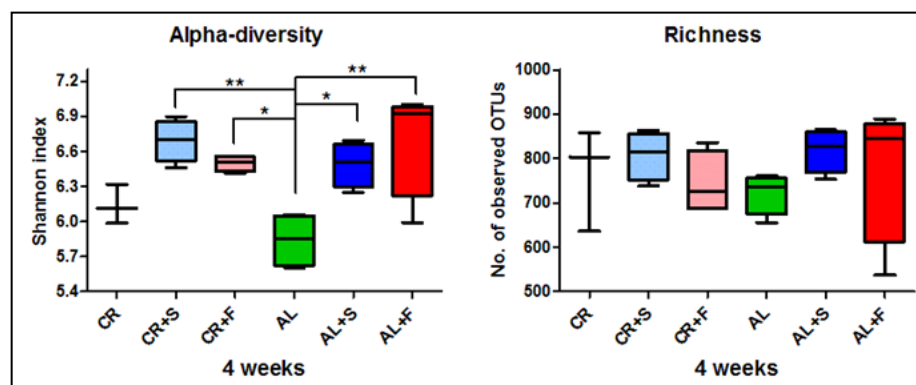 Alpha-diversity
Shannon index
7.2
6.9
6.6
6.3
6.0
5.7
5.4
**
*
*
**
CR
CR+S
CR+F
AL
AL+S
AL+F
4 weeks
Richness
No. of observed OTUs
1000
900
800
700
600
500
CR
CR+S
CR+F
AL
AL+S
AL+F
4 weeks